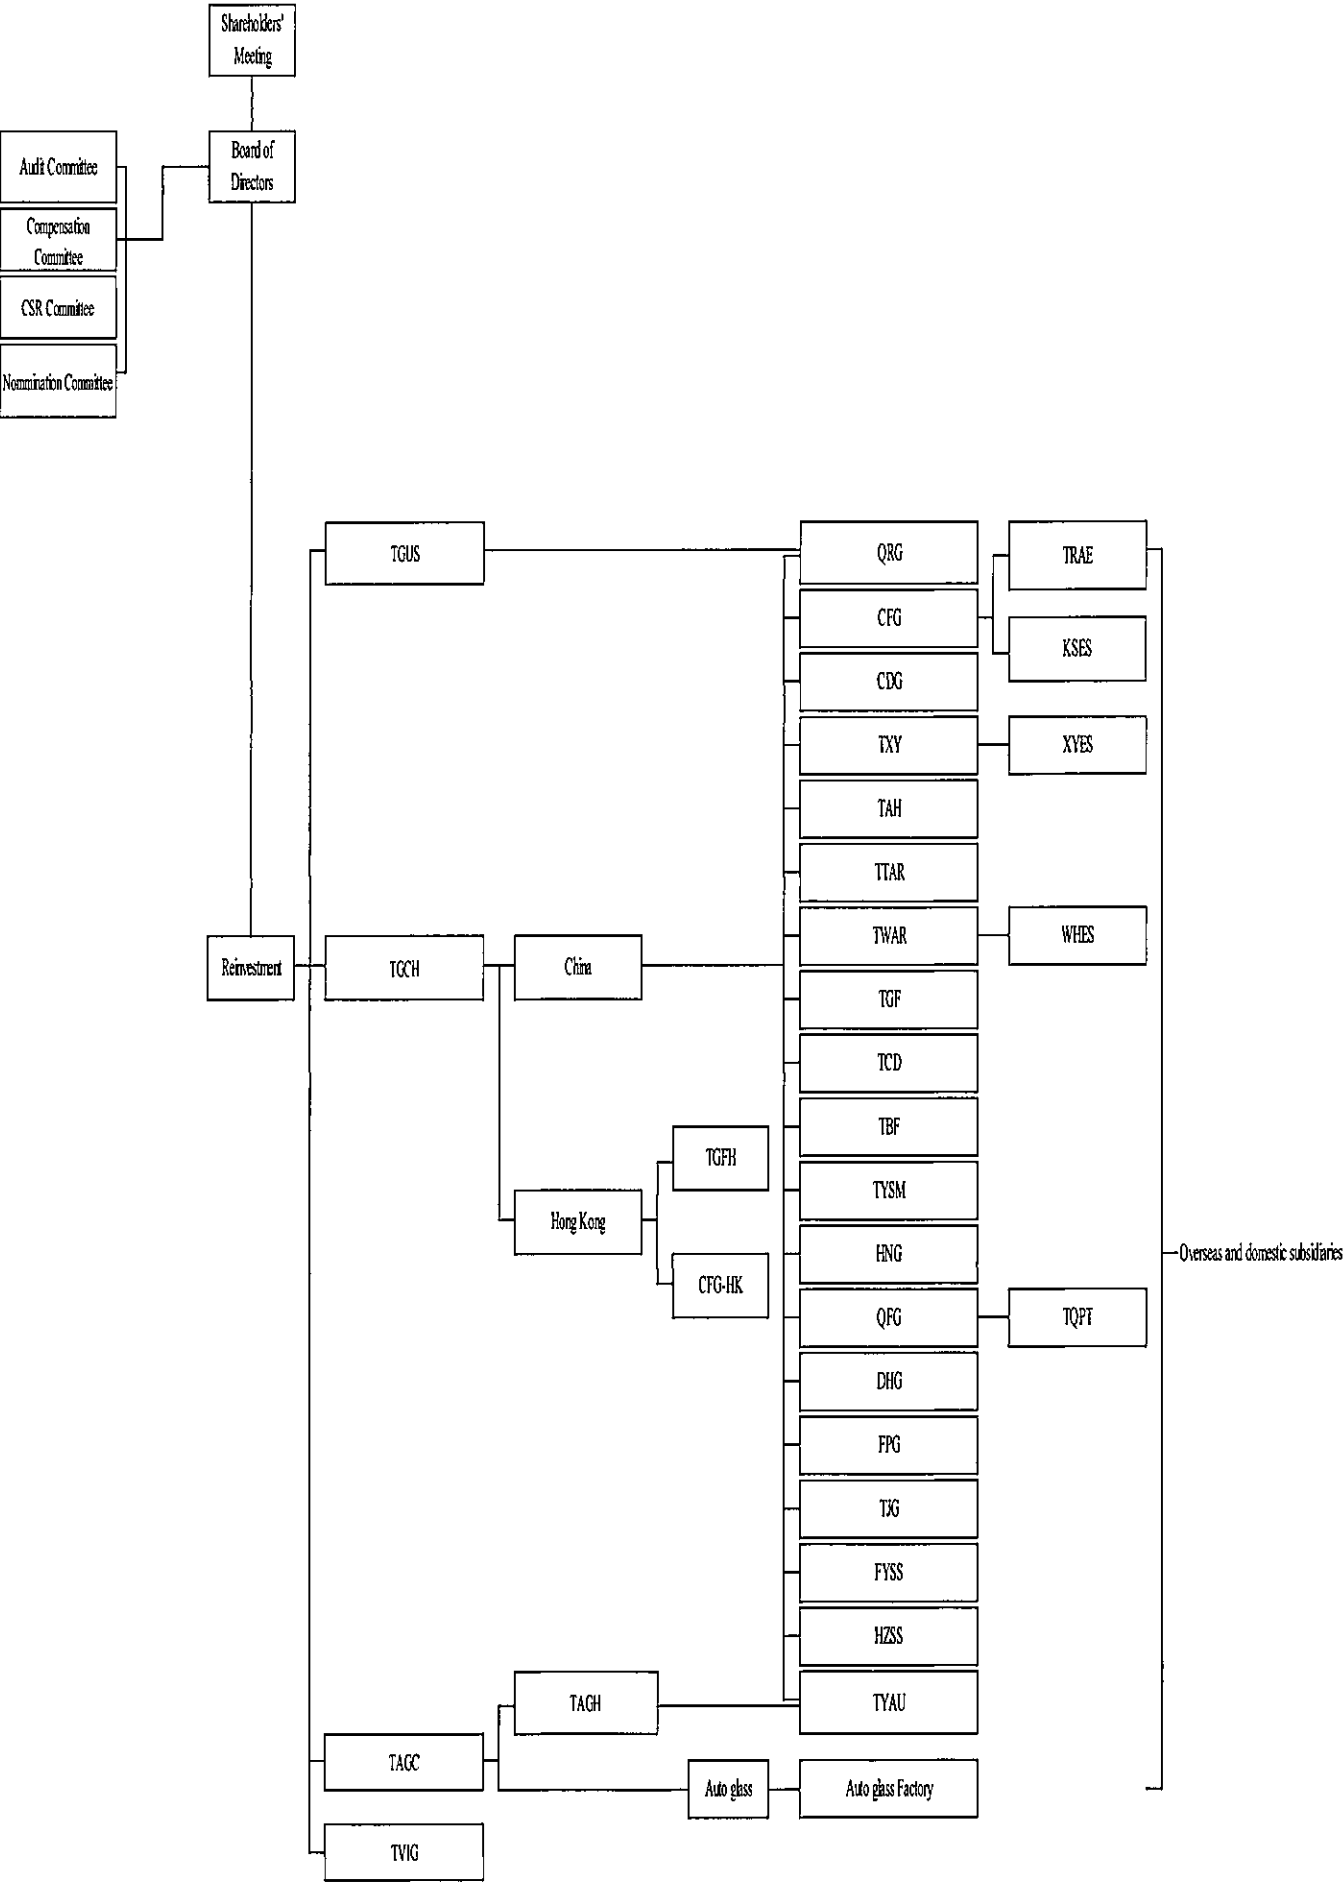 Shareholders'
Meeting
Board of
Directors
Audit Committee
Compensation
Committee
CSR Committee
Nommination Committee
TGUS
QRG
TRAE
CFG
KSES
CDG
TXY
XYES
TAH
TTAR
TWAR
WHES
Reinvestment
TGCH
China
TGF
TCD
TBF
TGFH
TYSM
Hong Kong
HNG
Overseas and domestic subsidiaries
CFG-HK
QFG
TQPT
DHG
FPG
TJG
FYSS
HZSS
TAGH
TYAU
TAGC
Auto glass
Auto glass Factory
TVIG